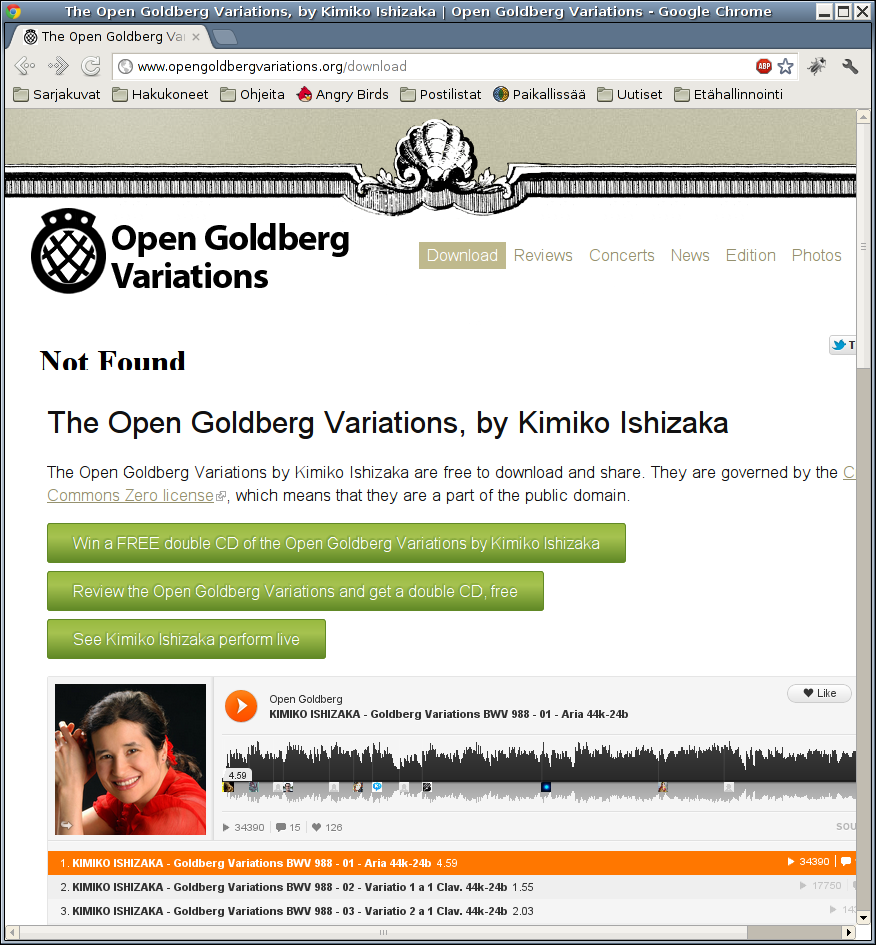 The Open Goldberg Variations, by Kimiko Ishizaka | Open Goldberg Variations - Google Chrome
The Open Goldberg Va
www.opengoldbergvariations.org/download
ABP
Sarjakuvat Hakukoneet Ohjeita Angry Birds Postilistat Paikallissää Uutiset Etähallinnointi
Open Goldberg
Variations
Download Reviews Concerts News Edition Photos
Not Found
T
The Open Goldberg Variations, by Kimiko Ishizaka
The Open Goldberg Variations by Kimiko Ishizaka are free to download and share. They are governed by the C
Commons Zero license, which means that they are a part of the public domain.
Win a FREE double CD of the Open Goldberg Variations by Kimiko Ishizaka
Review the Open Goldberg Variations and get a double CD, free
See Kimiko Ishizaka perform live
Open Goldberg
KIMIKO ISHIZAKA - Goldberg Variations BWV 988 - 01 - Aria 44k-24b
Like
4.59
34390 15 126
SOU
1. KIMIKO ISHIZAKA - Goldberg Variations BWV 988 - 01 - Aria 44k-24b 4.59 34390
2. KIMIKO ISHIZAKA - Goldberg Variations BWV 988 - 02 - Variatio 1 a 1 Clav. 44k-24b 1.55 17750
3. KIMIKO ISHIZAKA - Goldberg Variations BWV 988 - 03 - Variatio 2 a 1 Clav. 44k-24b 2.03